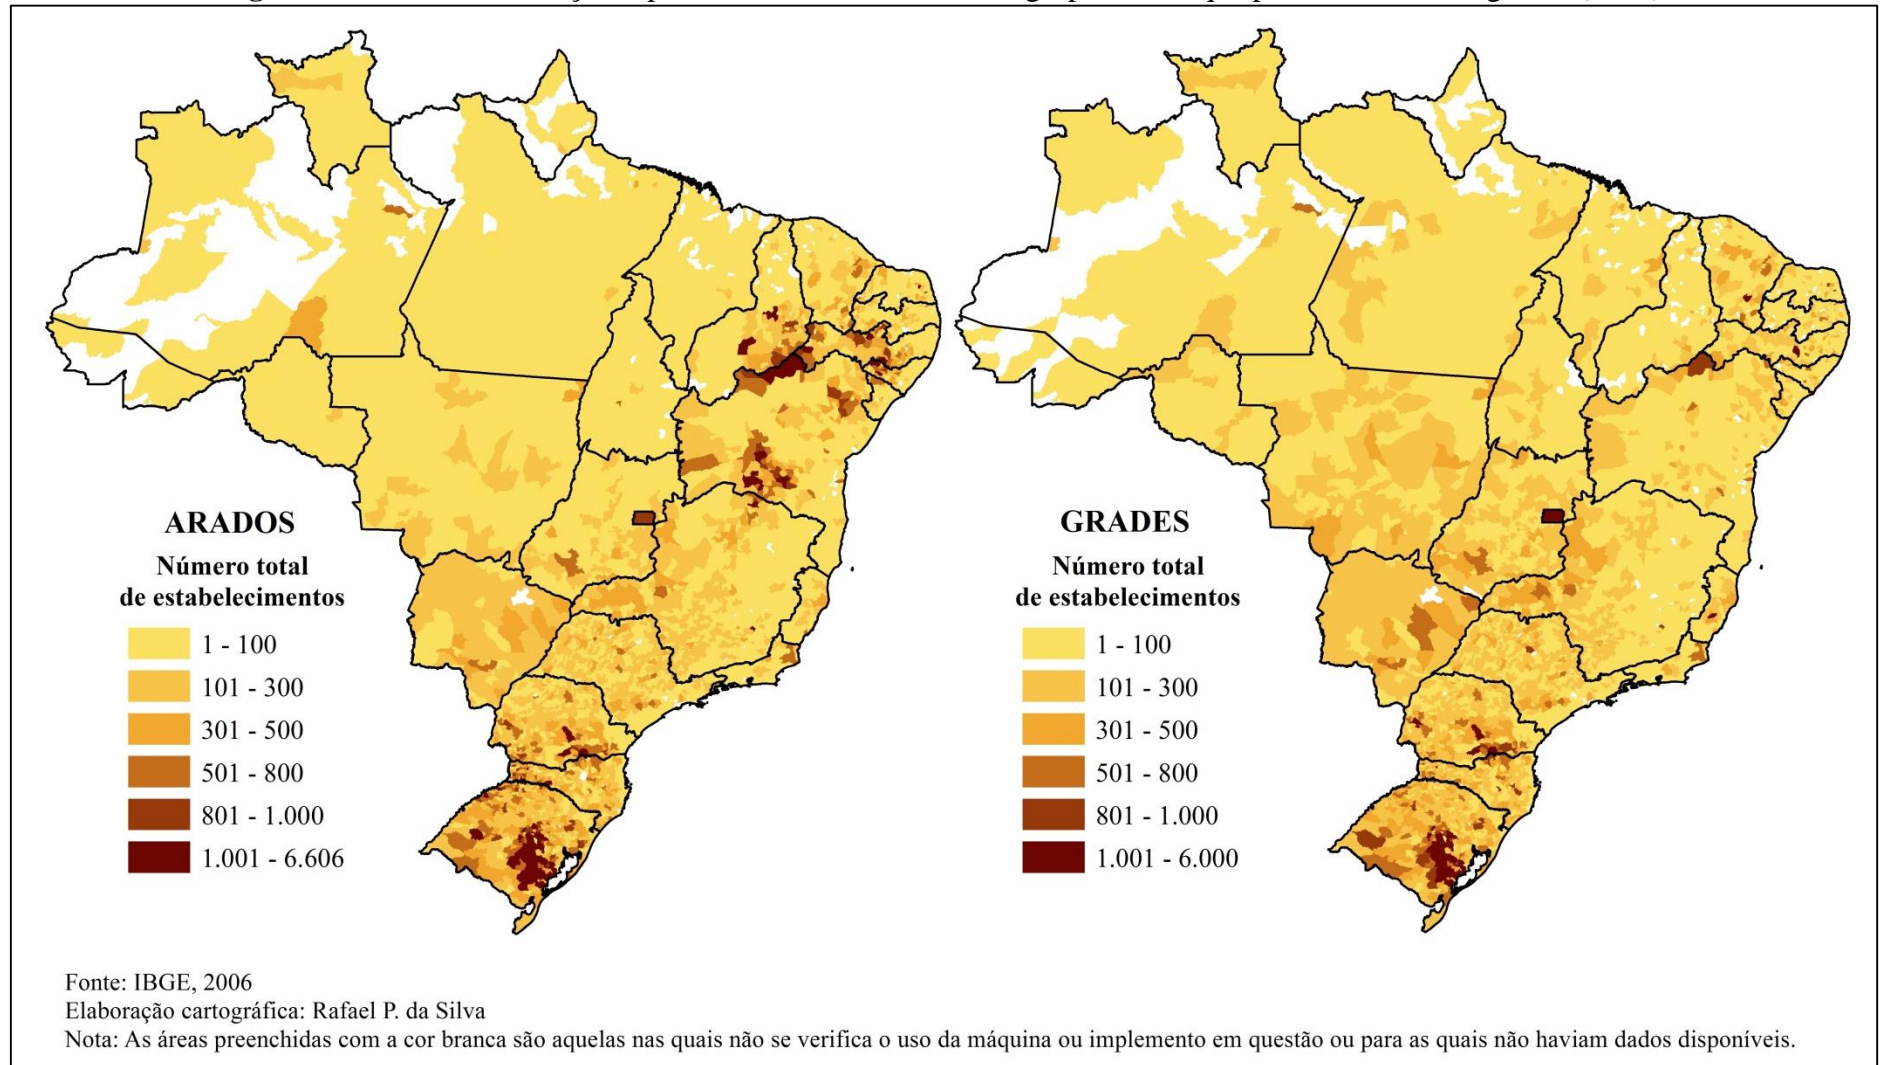 ARADOS
Número total
de estabelecimentos
1 - 100
101 - 300
301 - 500
501 - 800
801 - 1.000
1.001 - 6.606
GRADES
Número total
de estabelecimentos
1 - 100
101 - 300
301 - 500
501 - 800
801 - 1.000
1.001 - 6.000
Fonte: IBGE, 2006
Elaboração cartográfica: Rafael P. da Silva
Nota: As áreas preenchidas com a cor branca são aquelas nas quais não se verifica o uso da máquina ou implemento em questão ou para as quais não haviam dados disponíveis.